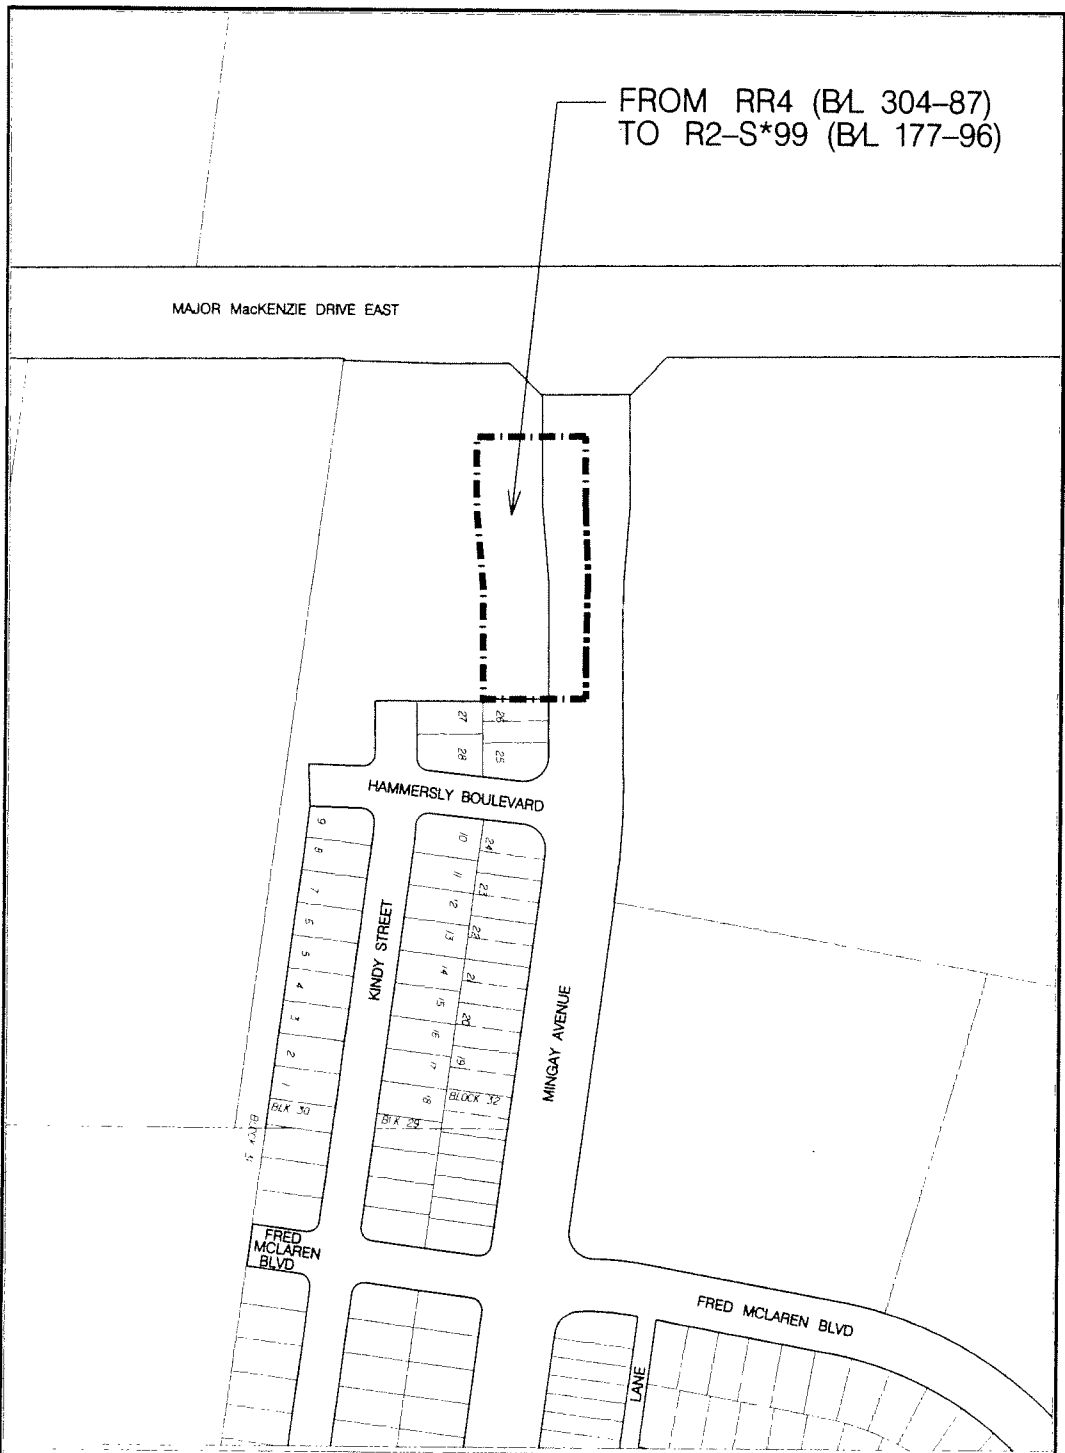 FROM RR4 (B/L 304-87)
TO R2-S*99 (B/L 177-96)
MAJOR MacKENZIE DRIVE EAST
27
26
28
25
HAMMERSLY BOULEVARD
9
8
7
6
5
4
3
2
1
BLK 30
BLOCK 31
KINDY STREET
10
11
12
13
14
15
16
17
18
BLK 29
24
23
22
21
20
19
BLOCK 32
MINGAY AVENUE
FRED
MCLAREN
BLVD
FRED MCLAREN BLVD
LANE